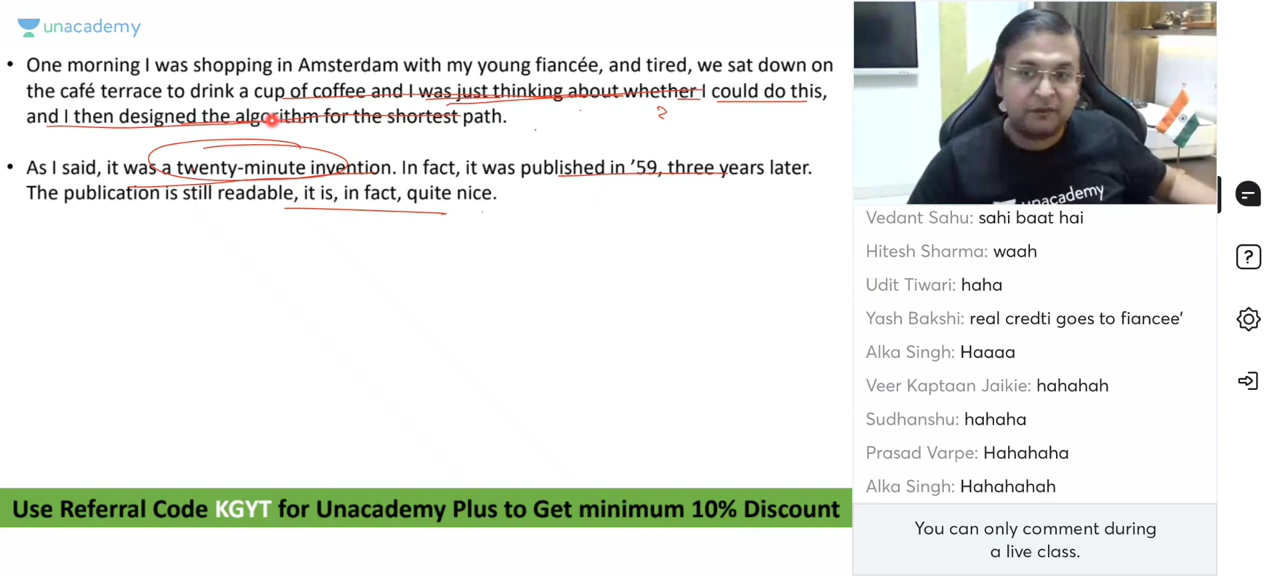 unacademy
• One morning I was shopping in Amsterdam with my young fiancée, and tired, we sat down on
the café terrace to drink a cup of coffee and I was just thinking about whether I could do this,
and I then designed the algorithm for the shortest path.
• As I said, it was a twenty-minute invention. In fact, it was published in ’59, three years later.
The publication is still readable, it is, in fact, quite nice.
Use Referral Code KGYT for Unacademy Plus to Get minimum 10% Discount
unacademy
Vedant Sahu: sahi baat hai
Hitesh Sharma: waah
Udit Tiwari: haha
Yash Bakshi: real credti goes to fiancee'
Alka Singh: Haaaa
Veer Kaptaan Jaikie: hahahah
Sudhanshu: hahaha
Prasad Varpe: Hahahaha
Alka Singh: Hahahahah
You can only comment during
a live class.
?